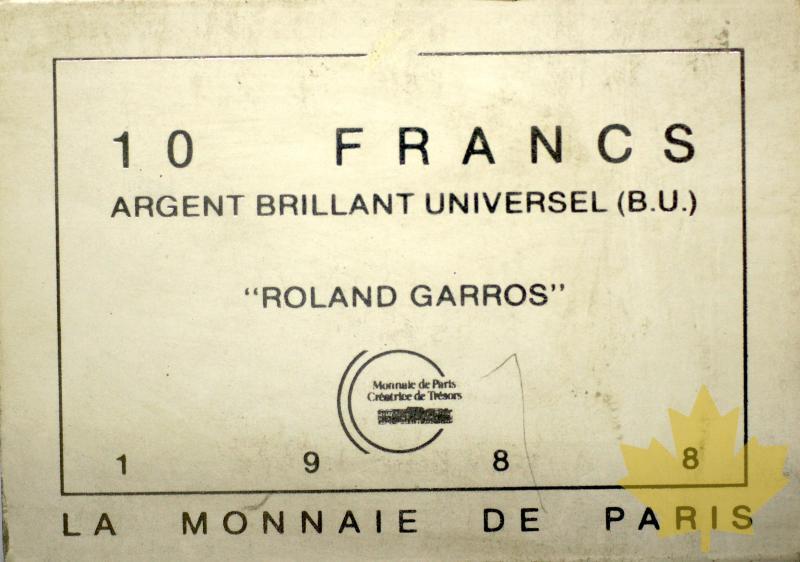 10 FRANCS
ARGENT BRILLANT UNIVERSEL (B.U.)
“ROLAND GARROS”
Monnaie de Paris
Créatrice de Trésors
1 9 8 8
LA MONNAIE DE PARIS